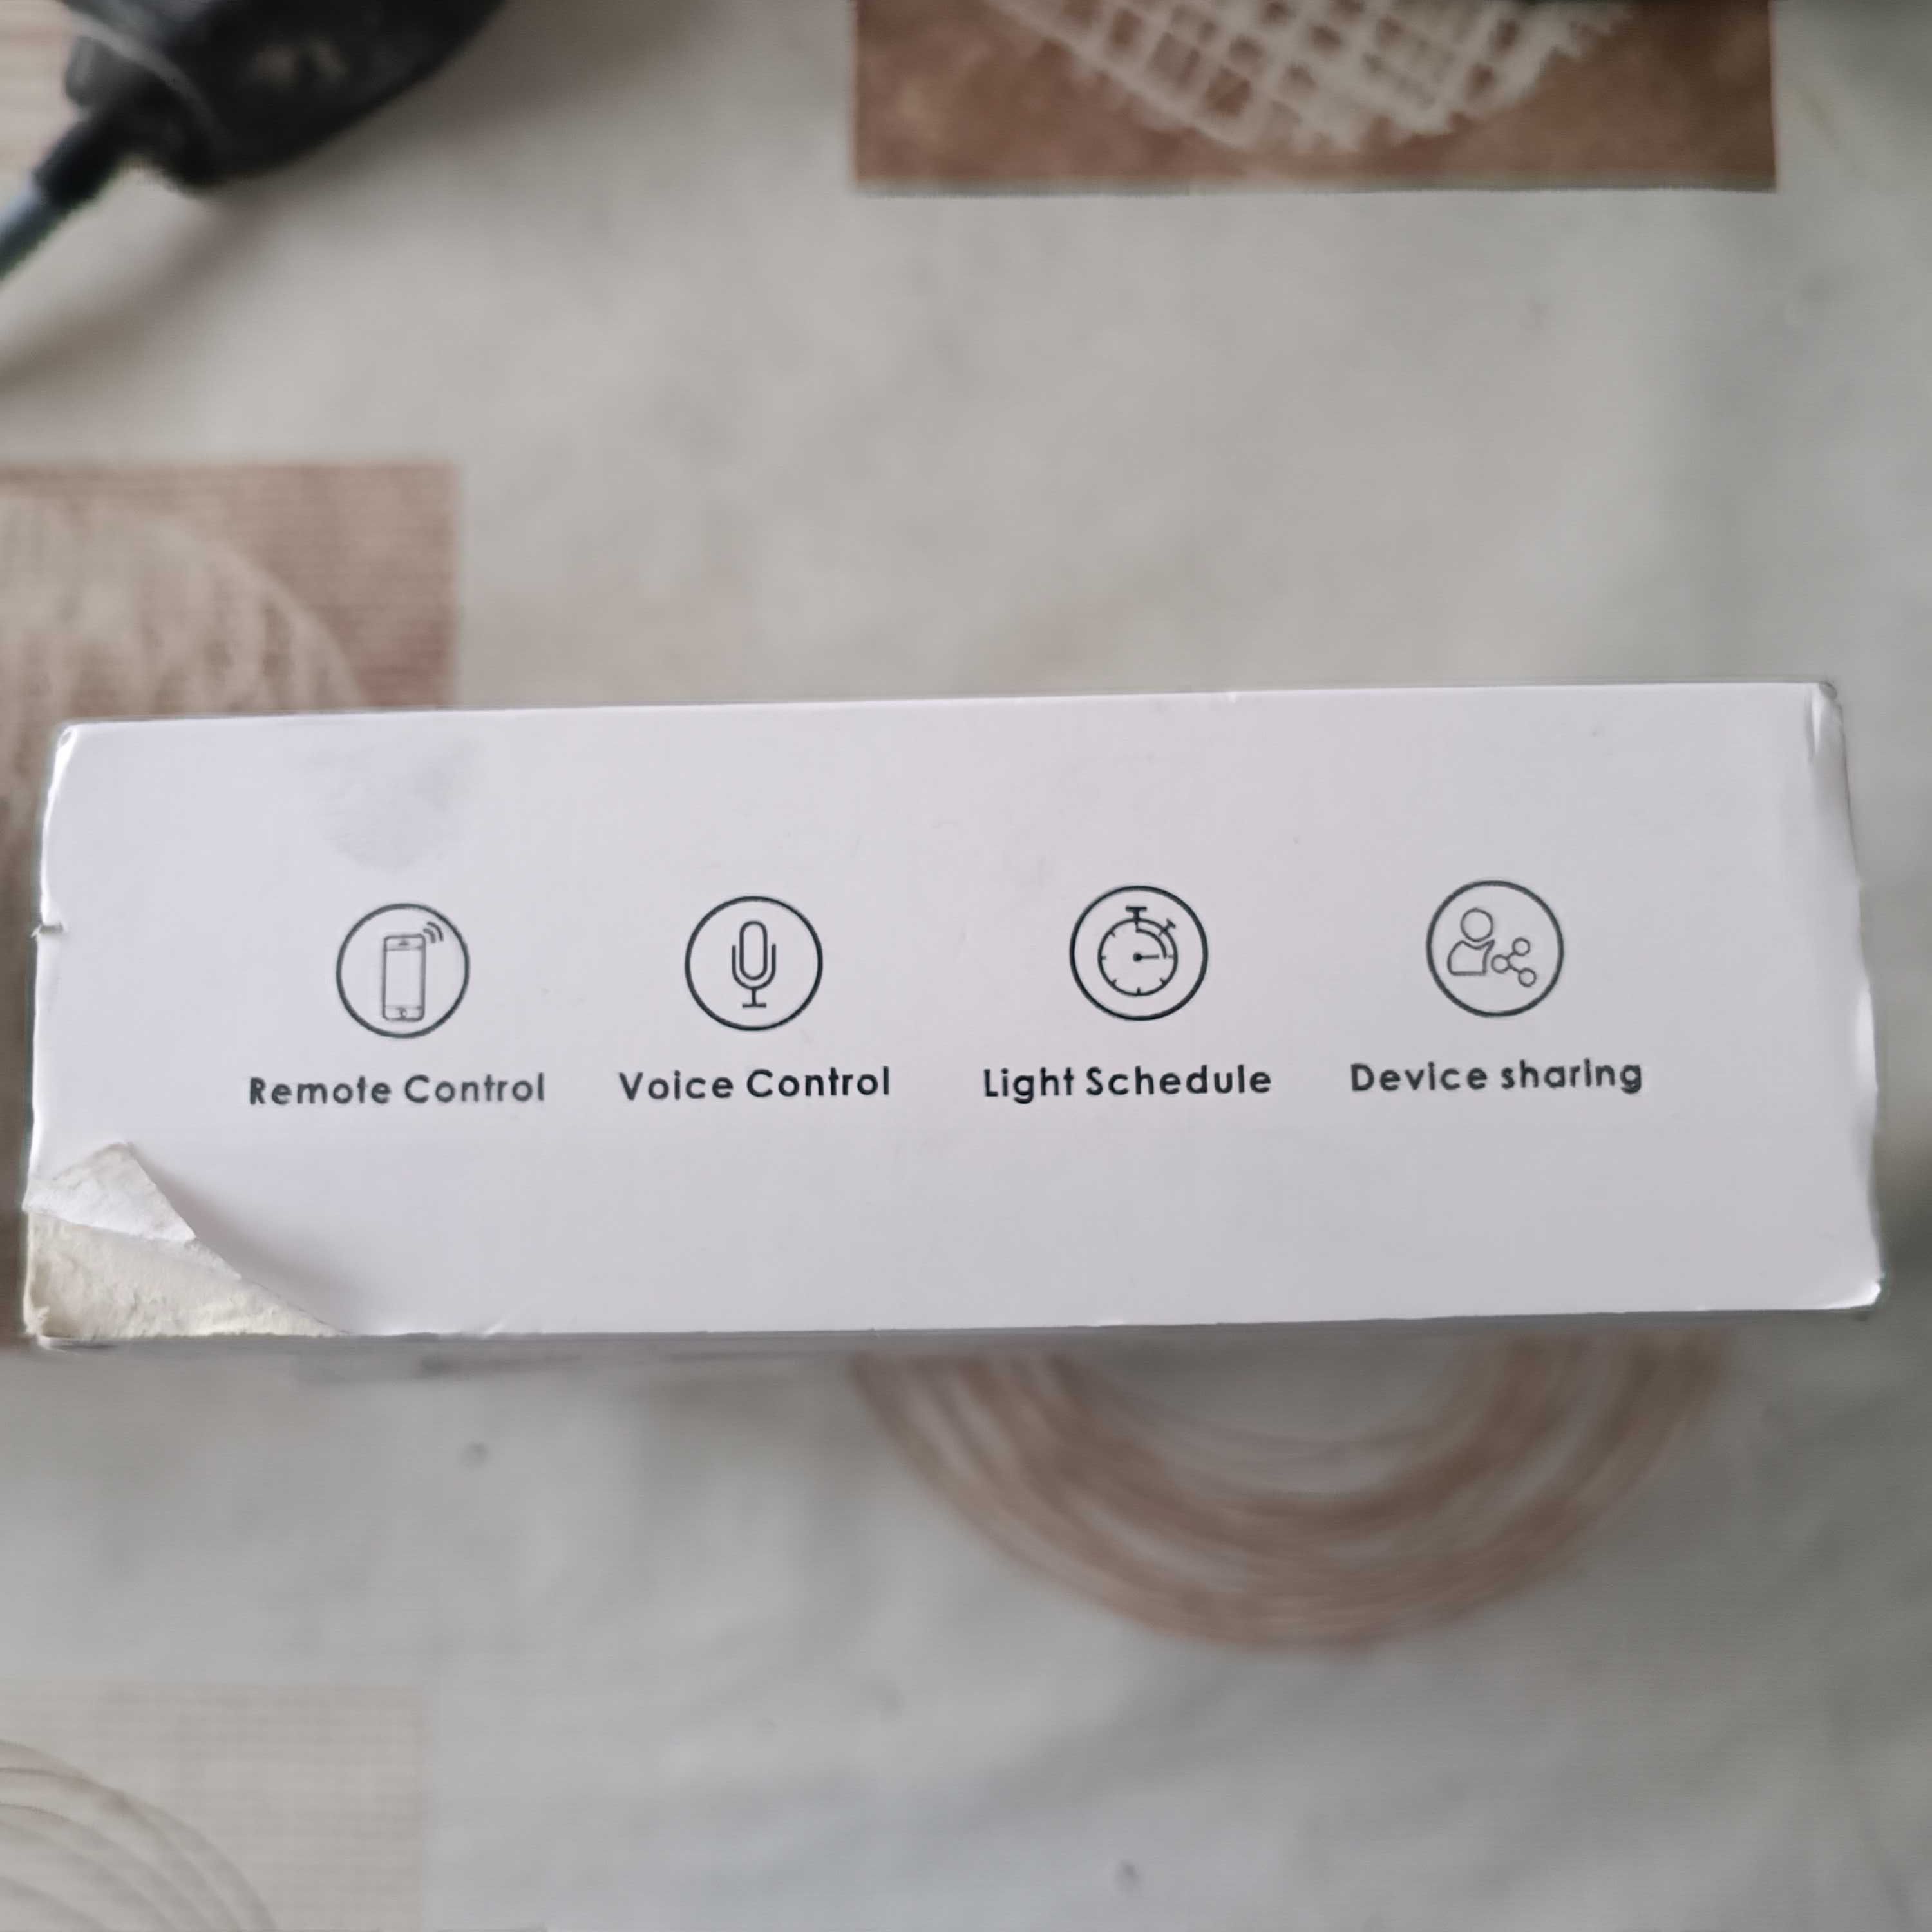 Remote Control Voice Control Light Schedule Device sharing